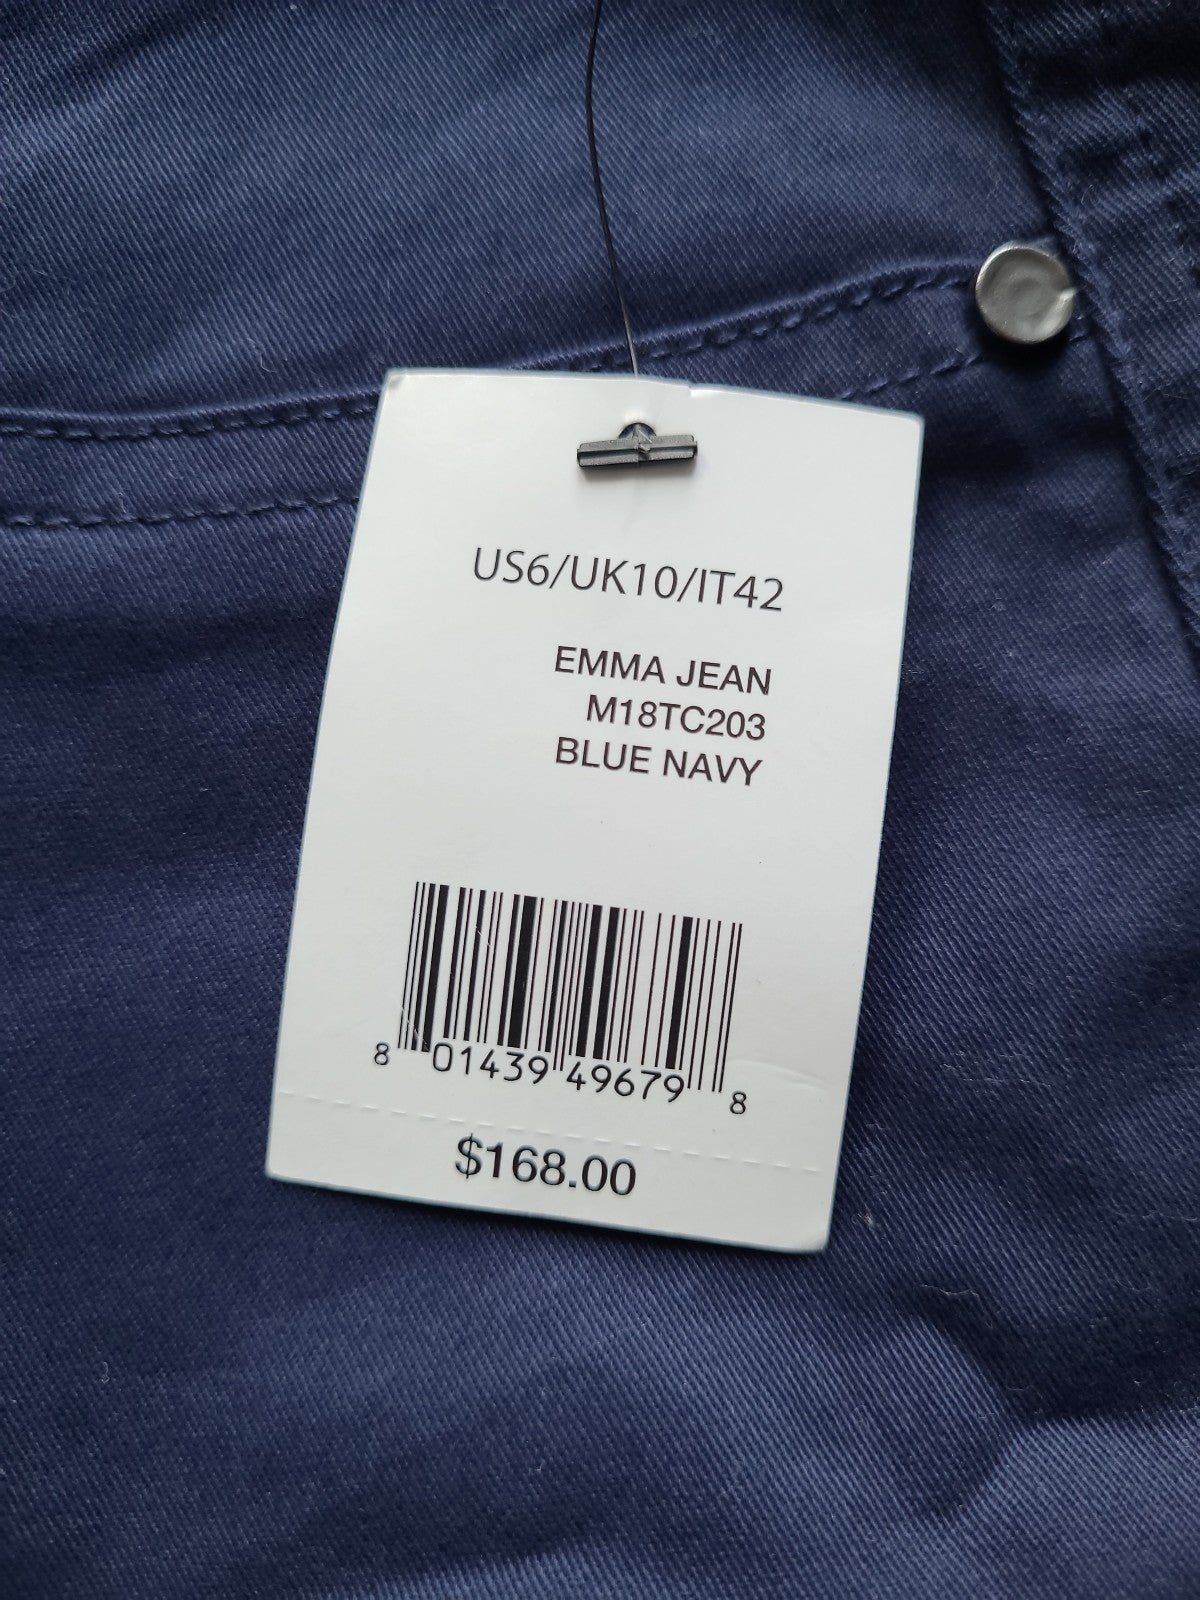 US6/UK10/IT42
EMMA JEAN
M18TC203
BLUE NAVY
8 01439 49679 8
$168.00